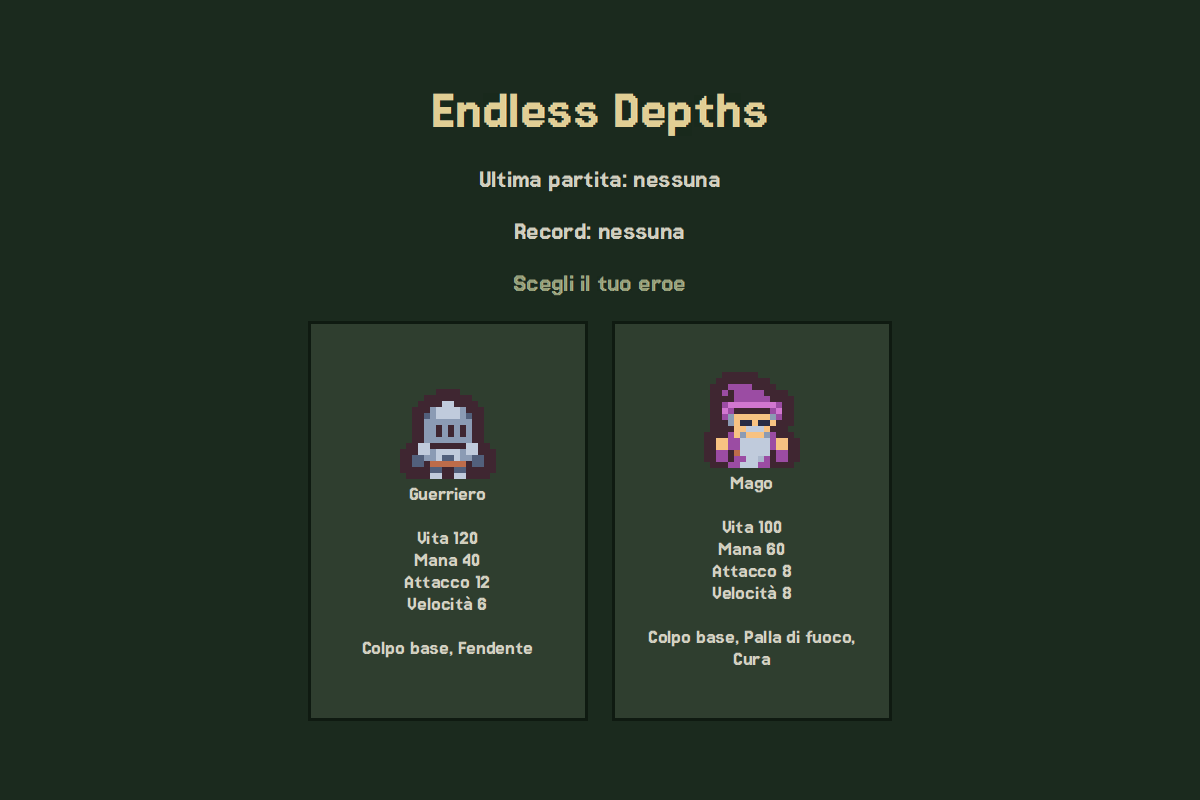 Endless Depths
Ultima partita: nessuna
Record: nessuna
Scegli il tuo eroe
Guerriero
Vita 120
Mana 40
Attacco 12
Velocità 6
Colpo base, Fendente
Mago
Vita 100
Mana 60
Attacco 8
Velocità 8
Colpo base, Palla di fuoco,
Cura